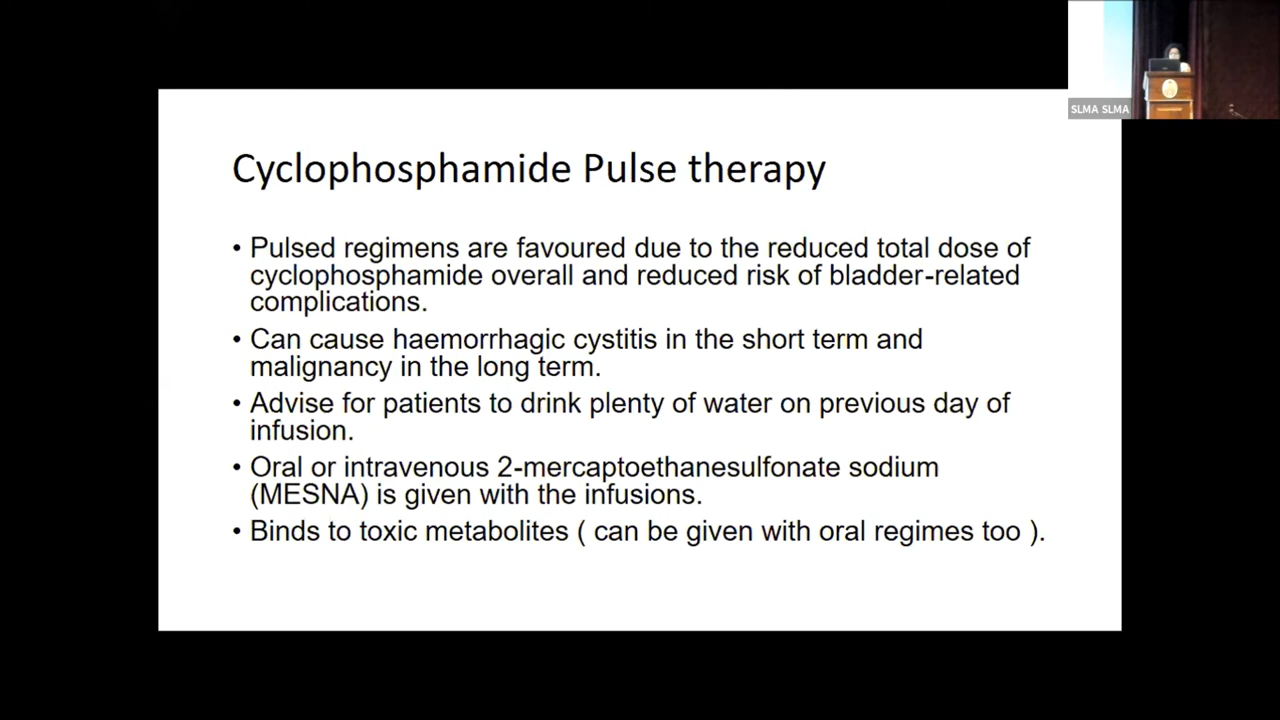 SLMA SLMA
Cyclophosphamide Pulse therapy
• Pulsed regimens are favoured due to the reduced total dose of
cyclophosphamide overall and reduced risk of bladder-related
complications.
• Can cause haemorrhagic cystitis in the short term and
malignancy in the long term.
• Advise for patients to drink plenty of water on previous day of
infusion.
• Oral or intravenous 2-mercaptoethanesulfonate sodium
(MESNA) is given with the infusions.
• Binds to toxic metabolites ( can be given with oral regimes too ).